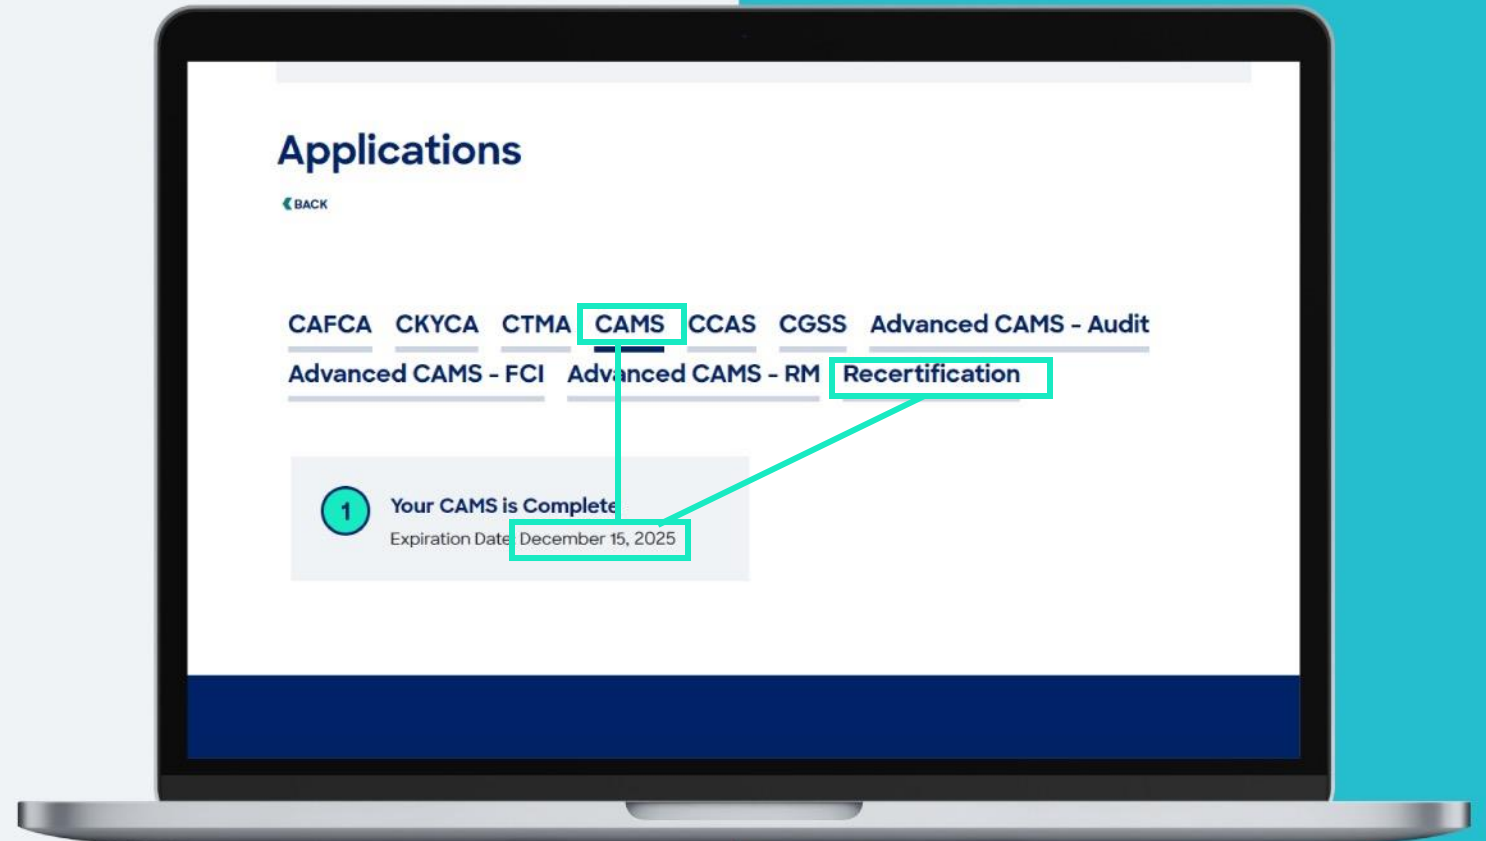 Applications
BACK
CAFCA CKYCA CTMA CAMS CCAS CGSS Advanced CAMS - Audit
Advanced CAMS - FCI Advanced CAMS - RM Recertification
1
Your CAMS is Complete
Expiration Date December 15, 2025